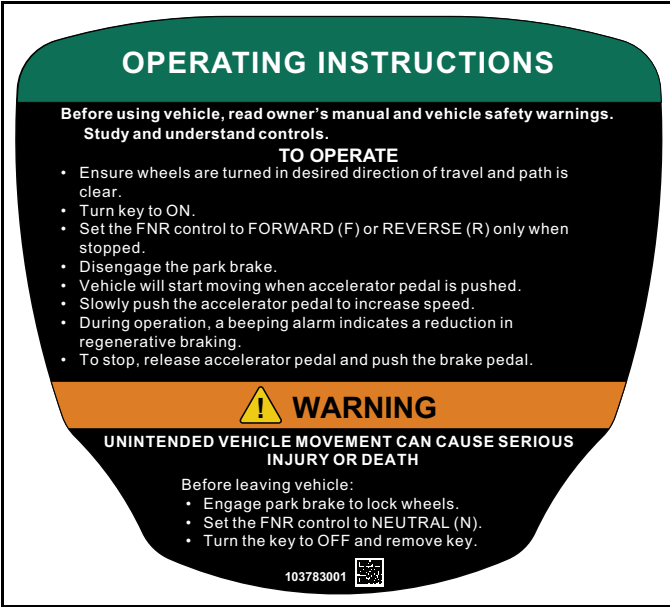 OPERATING INSTRUCTIONS
Before using vehicle, read owner's manual and vehicle safety warnings.
Study and understand controls.
TO OPERATE
• Ensure wheels are turned in desired direction of travel and path is
clear.
• Turn key to ON.
• Set the FNR control to FORWARD (F) or REVERSE (R) only when
stopped.
• Disengage the park brake.
• Vehicle will start moving when accelerator pedal is pushed.
• Slowly push the accelerator pedal to increase speed.
• During operation, a beeping alarm indicates a reduction in
regenerative braking.
• To stop, release accelerator pedal and push the brake pedal.
! WARNING
UNINTENDED VEHICLE MOVEMENT CAN CAUSE SERIOUS
INJURY OR DEATH
Before leaving vehicle:
• Engage park brake to lock wheels.
• Set the FNR control to NEUTRAL (N).
• Turn the key to OFF and remove key.
103783001